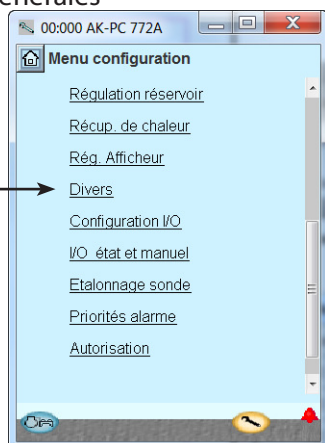 générales
00:000 AK-PC 772A
Menu configuration
Régulation réservoir
Récup. de chaleur
Rég. Afficheur
Divers
Configuration I/O
I/O état et manuel
Etalonnage sonde
Priorités alarme
Autorisation